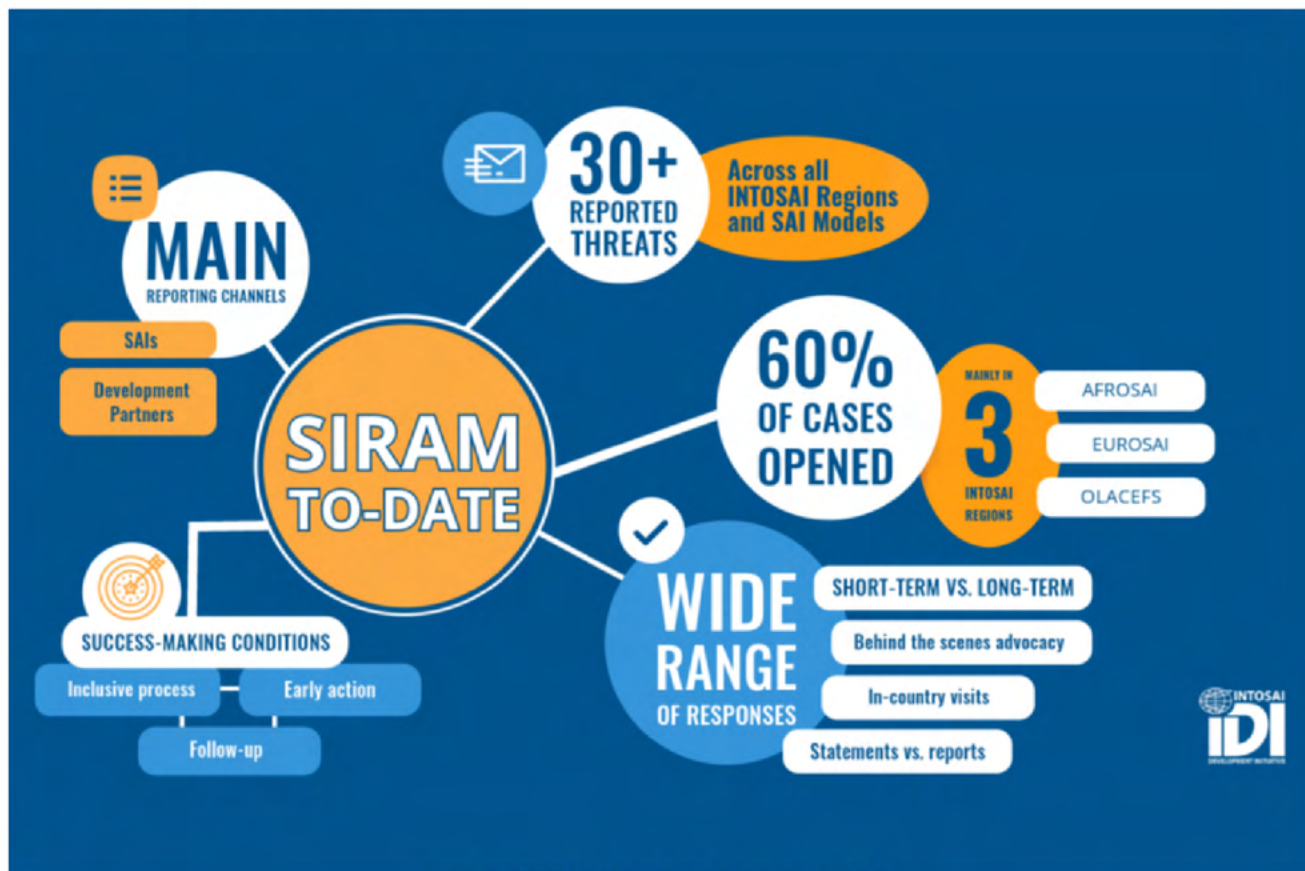 30+
REPORTED
THREATS
Across all
INTOSAI Regions
and SAI Models
MAIN
REPORTING CHANNELS
SAIs
Development
Partners
60%
OF CASES
OPENED
MAINLY IN
3
INTOSAI
REGIONS
AFROSAI
EUROSAI
OLACEFS
SIRAM
TO-DATE
WIDE
RANGE
OF RESPONSES
SHORT-TERM VS. LONG-TERM
Behind the scenes advocacy
In-country visits
Statements vs. reports
SUCCESS-MAKING CONDITIONS
Inclusive process
Early action
Follow-up
INTOSAI
IDI
DEVELOPMENT INITIATIVE